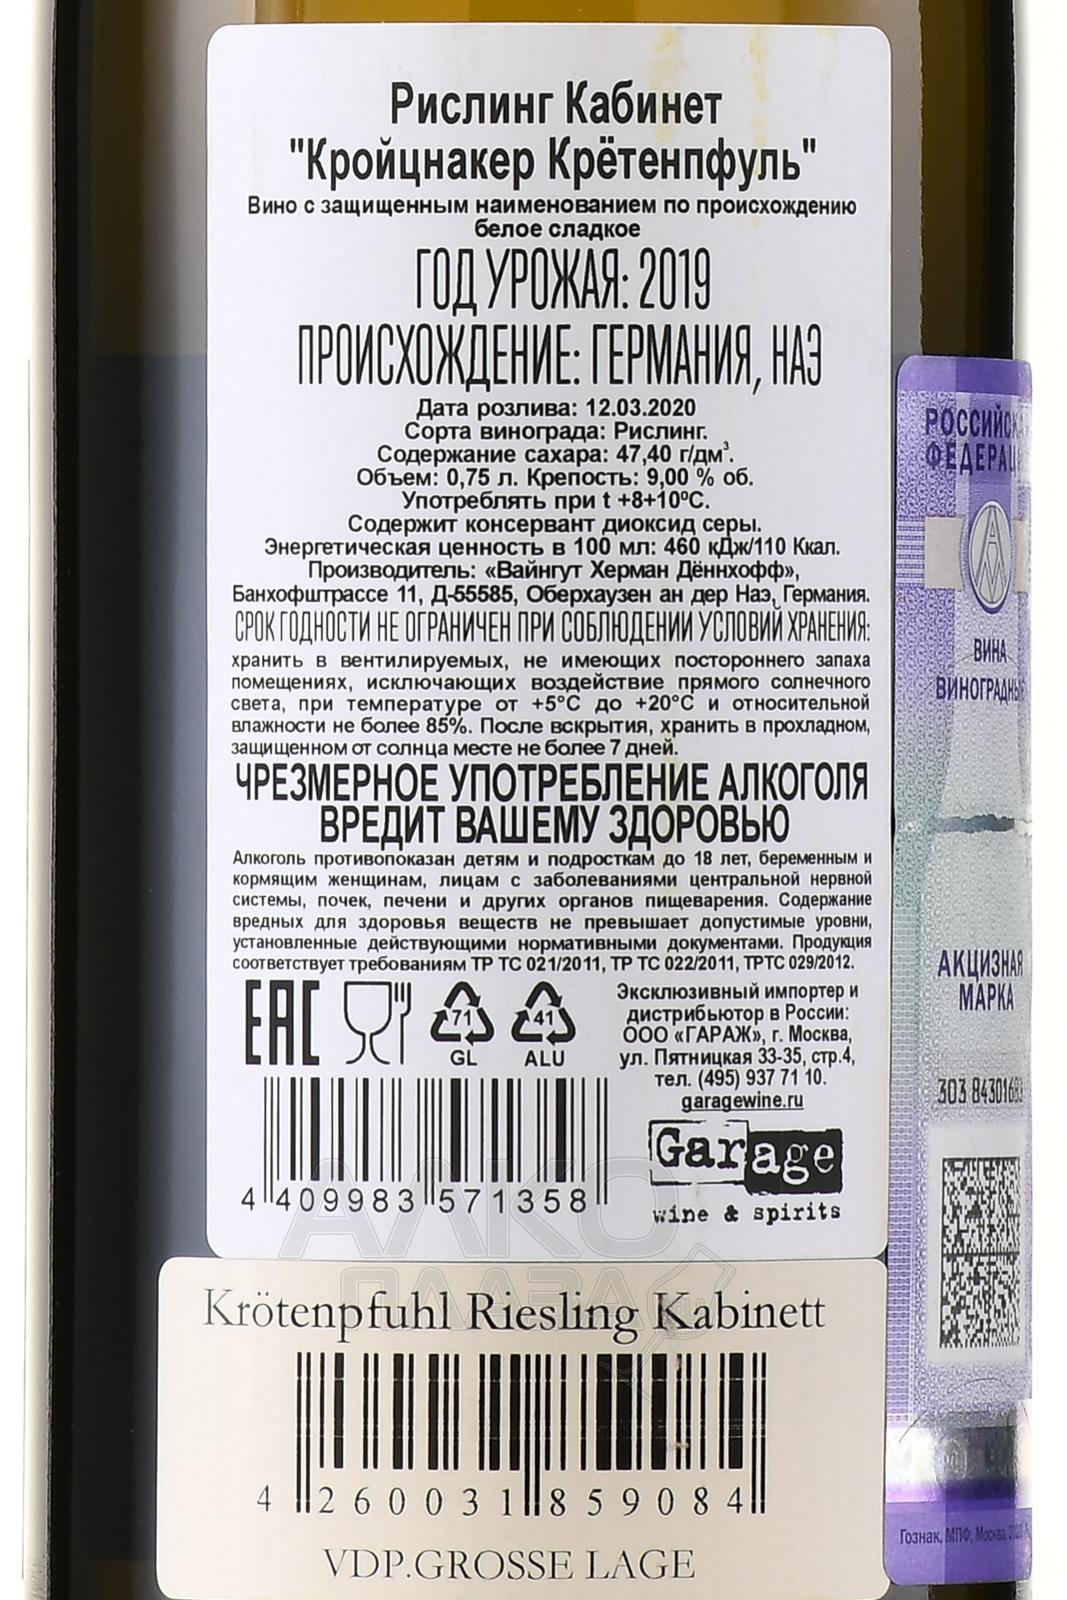 Рислинг Кабинет
"Кройцнакер Крётенпфуль"
Вино с защищенным наименованием по происхождению
белое сладкое
ГОД УРОЖАЯ: 2019
ПРОИСХОЖДЕНИЕ: ГЕРМАНИЯ, НАЭ
Дата розлива: 12.03.2020
Сорта винограда: Рислинг.
Содержание сахара: 47,40 г/дм³.
Объем: 0,75 л. Крепость: 9,00 % об.
Употреблять при t +8+10ºС.
Содержит консервант диоксид серы.
Энергетическая ценность в 100 мл: 460 кДж/110 Ккал.
Производитель: «Вайнгут Херман Дённхофф»,
Банхофштрассе 11, Д-55585, Оберхаузен ан дер Наэ, Германия.
СРОК ГОДНОСТИ НЕ ОГРАНИЧЕН ПРИ СОБЛЮДЕНИИ УСЛОВИЙ ХРАНЕНИЯ:
хранить в вентилируемых, не имеющих постороннего запаха
помещениях, исключающих воздействие прямого солнечного
света, при температуре от +5°С до +20°С и относительной
влажности не более 85%. После вскрытия, хранить в прохладном,
защищенном от солнца месте не более 7 дней.
ЧРЕЗМЕРНОЕ УПОТРЕБЛЕНИЕ АЛКОГОЛЯ
ВРЕДИТ ВАШЕМУ ЗДОРОВЬЮ
Алкоголь противопоказан детям и подросткам до 18 лет, беременным и
кормящим женщинам, лицам с заболеваниями центральной нервной
системы, почек, печени и других органов пищеварения. Содержание
вредных для здоровья веществ не превышает допустимые уровни,
установленные действующими нормативными документами. Продукция
соответствует требованиям ТР ТС 021/2011, ТР ТС 022/2011, ТРТС 029/2012.
EAC
71
GL
41
ALU
Эксклюзивный импортер и
дистрибьютор в России:
ООО «ГАРАЖ», г. Москва,
ул. Пятницкая 33-35, стр.4,
тел. (495) 937 71 10.
garagewine.ru
Garage
wine & spirits
4 409983 571358
АЛКО
ПЛАЗА
Krötenpfuhl Riesling Kabinett
4 260031 859084
VDP.GROSSE LAGE
РОССИЙСКАЯ
ФЕДЕРАЦ
ВИНА
ВИНОГРАДНЫ
АКЦИЗНАЯ
МАРКА
303 8430168
Гознак, МПФ, Москва,